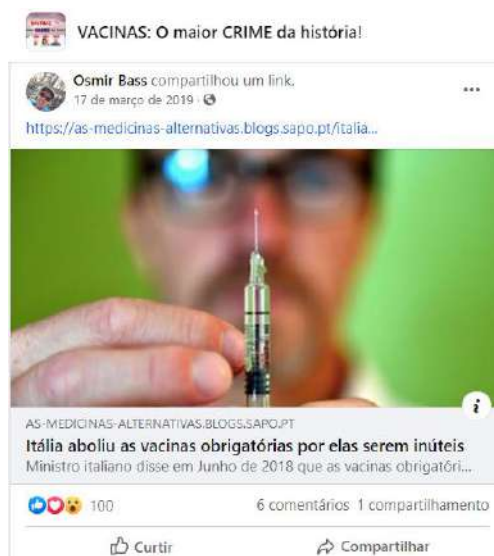 VACINAS: O maior CRIME da história!
Osmir Bass compartilhou um link.
17 de março de 2019 ·
https://as-medicinas-alternativas.blogs.sapo.pt/italia...
AS-MEDICINAS-ALTERNATIVAS.BLOGS.SAPO.PT
Itália aboliu as vacinas obrigatórias por elas serem inúteis
Ministro italiano disse em Junho de 2018 que as vacinas obrigatóri...
100 6 comentários 1 compartilhamento
Curtir Compartilhar